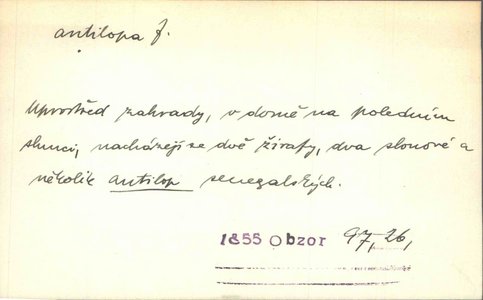 antilopa f.
Uprostřed zahrady, v domě na poledním
slunci, nacházejí se dvě žirafy, dva slonové a
několik antilop senegalských.
1855 Obzor 97, 26,